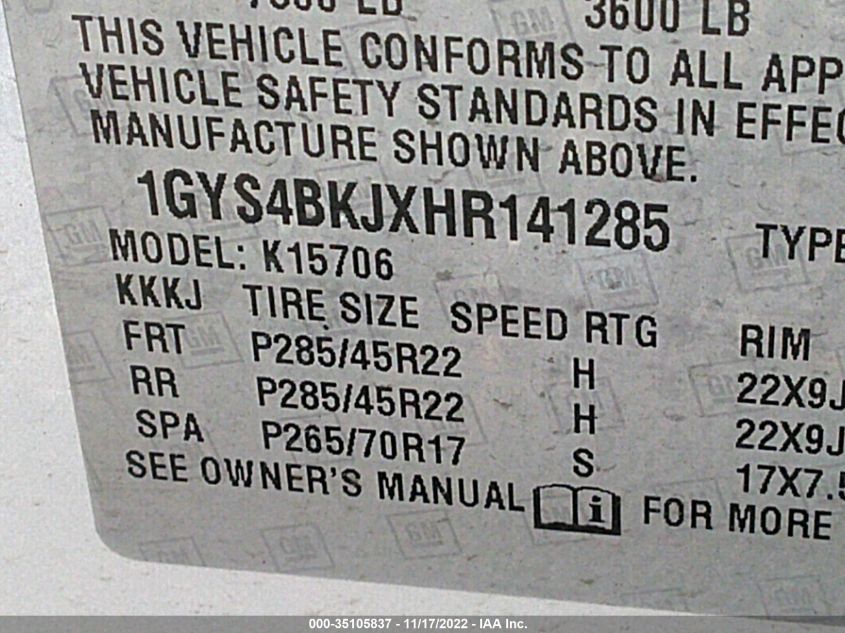 3600 LB
THIS VEHICLE CONFORMS TO ALL APP
VEHICLE SAFETY STANDARDS IN EFFEC
MANUFACTURE SHOWN ABOVE.
1GYS4BKJXHR141285 TYPE
MODEL: K15706
KKKJ TIRE SIZE SPEED RTG RIM
FRT P285/45R22 H 22X9J
RR P285/45R22 H 22X9J
SPA P265/70R17 S 17X7.5
SEE OWNER'S MANUAL i FOR MORE
000-35105837 - 11/17/2022 - IAA Inc.